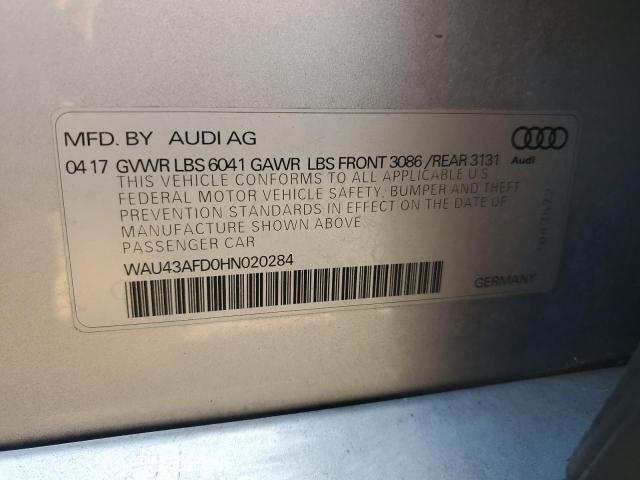 MFD. BY AUDI AG
04 17 GVWR LBS 6041 GAWR LBS FRONT 3086 / REAR 3131
Audi
THIS VEHICLE CONFORMS TO ALL APPLICABLE U S
FEDERAL MOTOR VEHICLE SAFETY, BUMPER AND THEFT
PREVENTION STANDARDS IN EFFECT ON THE DATE OF
MANUFACTURE SHOWN ABOVE
PASSENGER CAR
WAU43AFD0HN020284
GERMANY